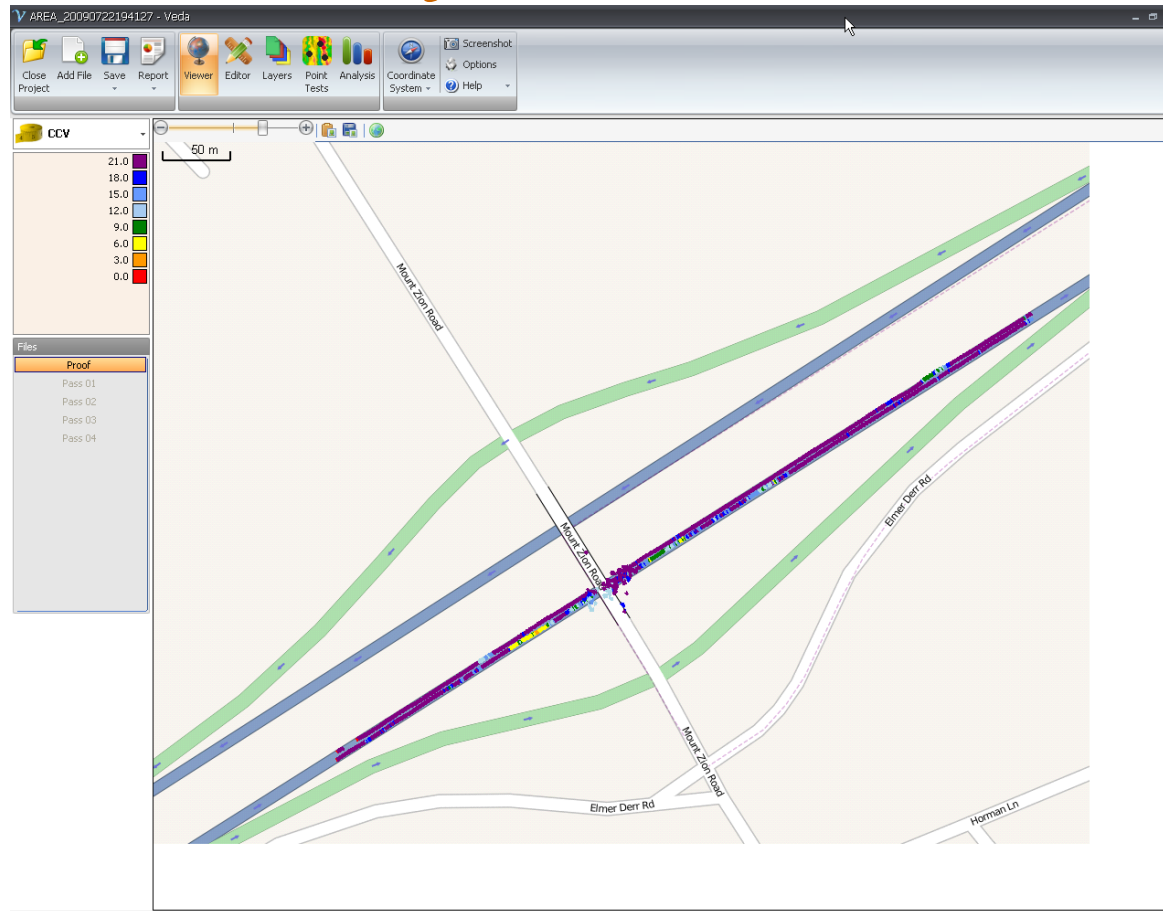 AREA_20090722194127 - Veda
Close Project
Add File
Save
Report
Viewer
Editor
Layers
Point Tests
Analysis
Coordinate System
Screenshot
Options
Help
CCV
50 m
21.0
18.0
15.0
12.0
9.0
6.0
3.0
0.0
Files
Proof
Pass 01
Pass 02
Pass 03
Pass 04
Mount Zion Road
Mount Zion Road
Elmer Derr Rd
Mount Zion Road
Elmer Derr Rd
Horman Ln